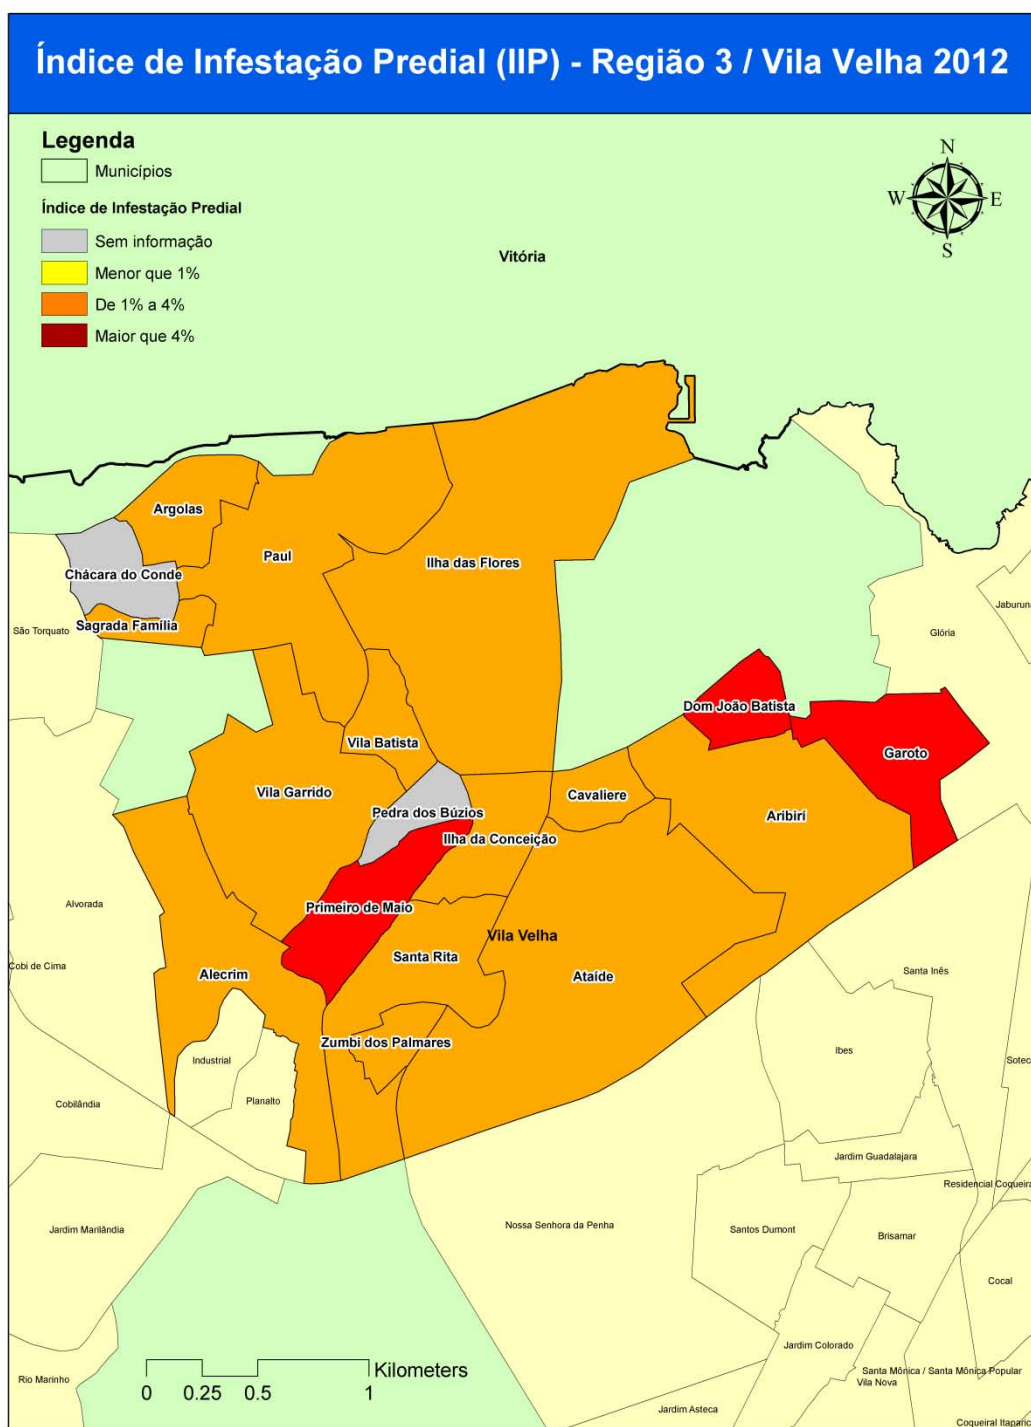 Índice de Infestação Predial (IIP) - Região 3 / Vila Velha 2012
Legenda
Municípios
Índice de Infestação Predial
Sem informação
Menor que 1%
De 1% a 4%
Maior que 4%
N
W
E
S
Vitória
Argolas
Paul
Ilha das Flores
Chácara do Conde
Sagrada Família
São Torquato
Jaburuna
Glória
Dom João Batista
Garoto
Vila Batista
Vila Garrido
Cavaliere
Pedra dos Búzios
Aribiri
Ilha da Conceição
Alvorada
Primeiro de Maio
Vila Velha
Santa Rita
Cobi de Cima
Alecrim
Ataíde
Santa Inês
Zumbi dos Palmares
Ibes
Industrial
Soteco
Planalto
Cobilândia
Jardim Guadalajara
Residencial Coqueiral
Jardim Marilândia
Nossa Senhora da Penha
Santos Dumont
Brisamar
Cocal
Jardim Colorado
Santa Mônica / Santa Mônica Popular
Vila Nova
Rio Marinho
Jardim Asteca
Coqueiral Itaparic
Kilometers
0 0.25 0.5 1